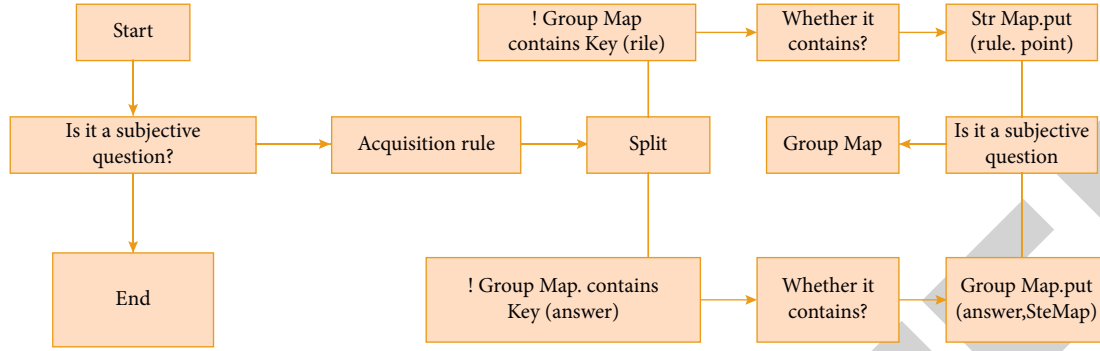 Start
! Group Map
contains Key (rile)
Whether it
contains?
Str Map.put
(rule. point)
Is it a subjective
question?
Acquisition rule
Split
Group Map
Is it a subjective
question
End
! Group Map. contains
Key (answer)
Whether it
contains?
Group Map.put
(answer,SteMap)